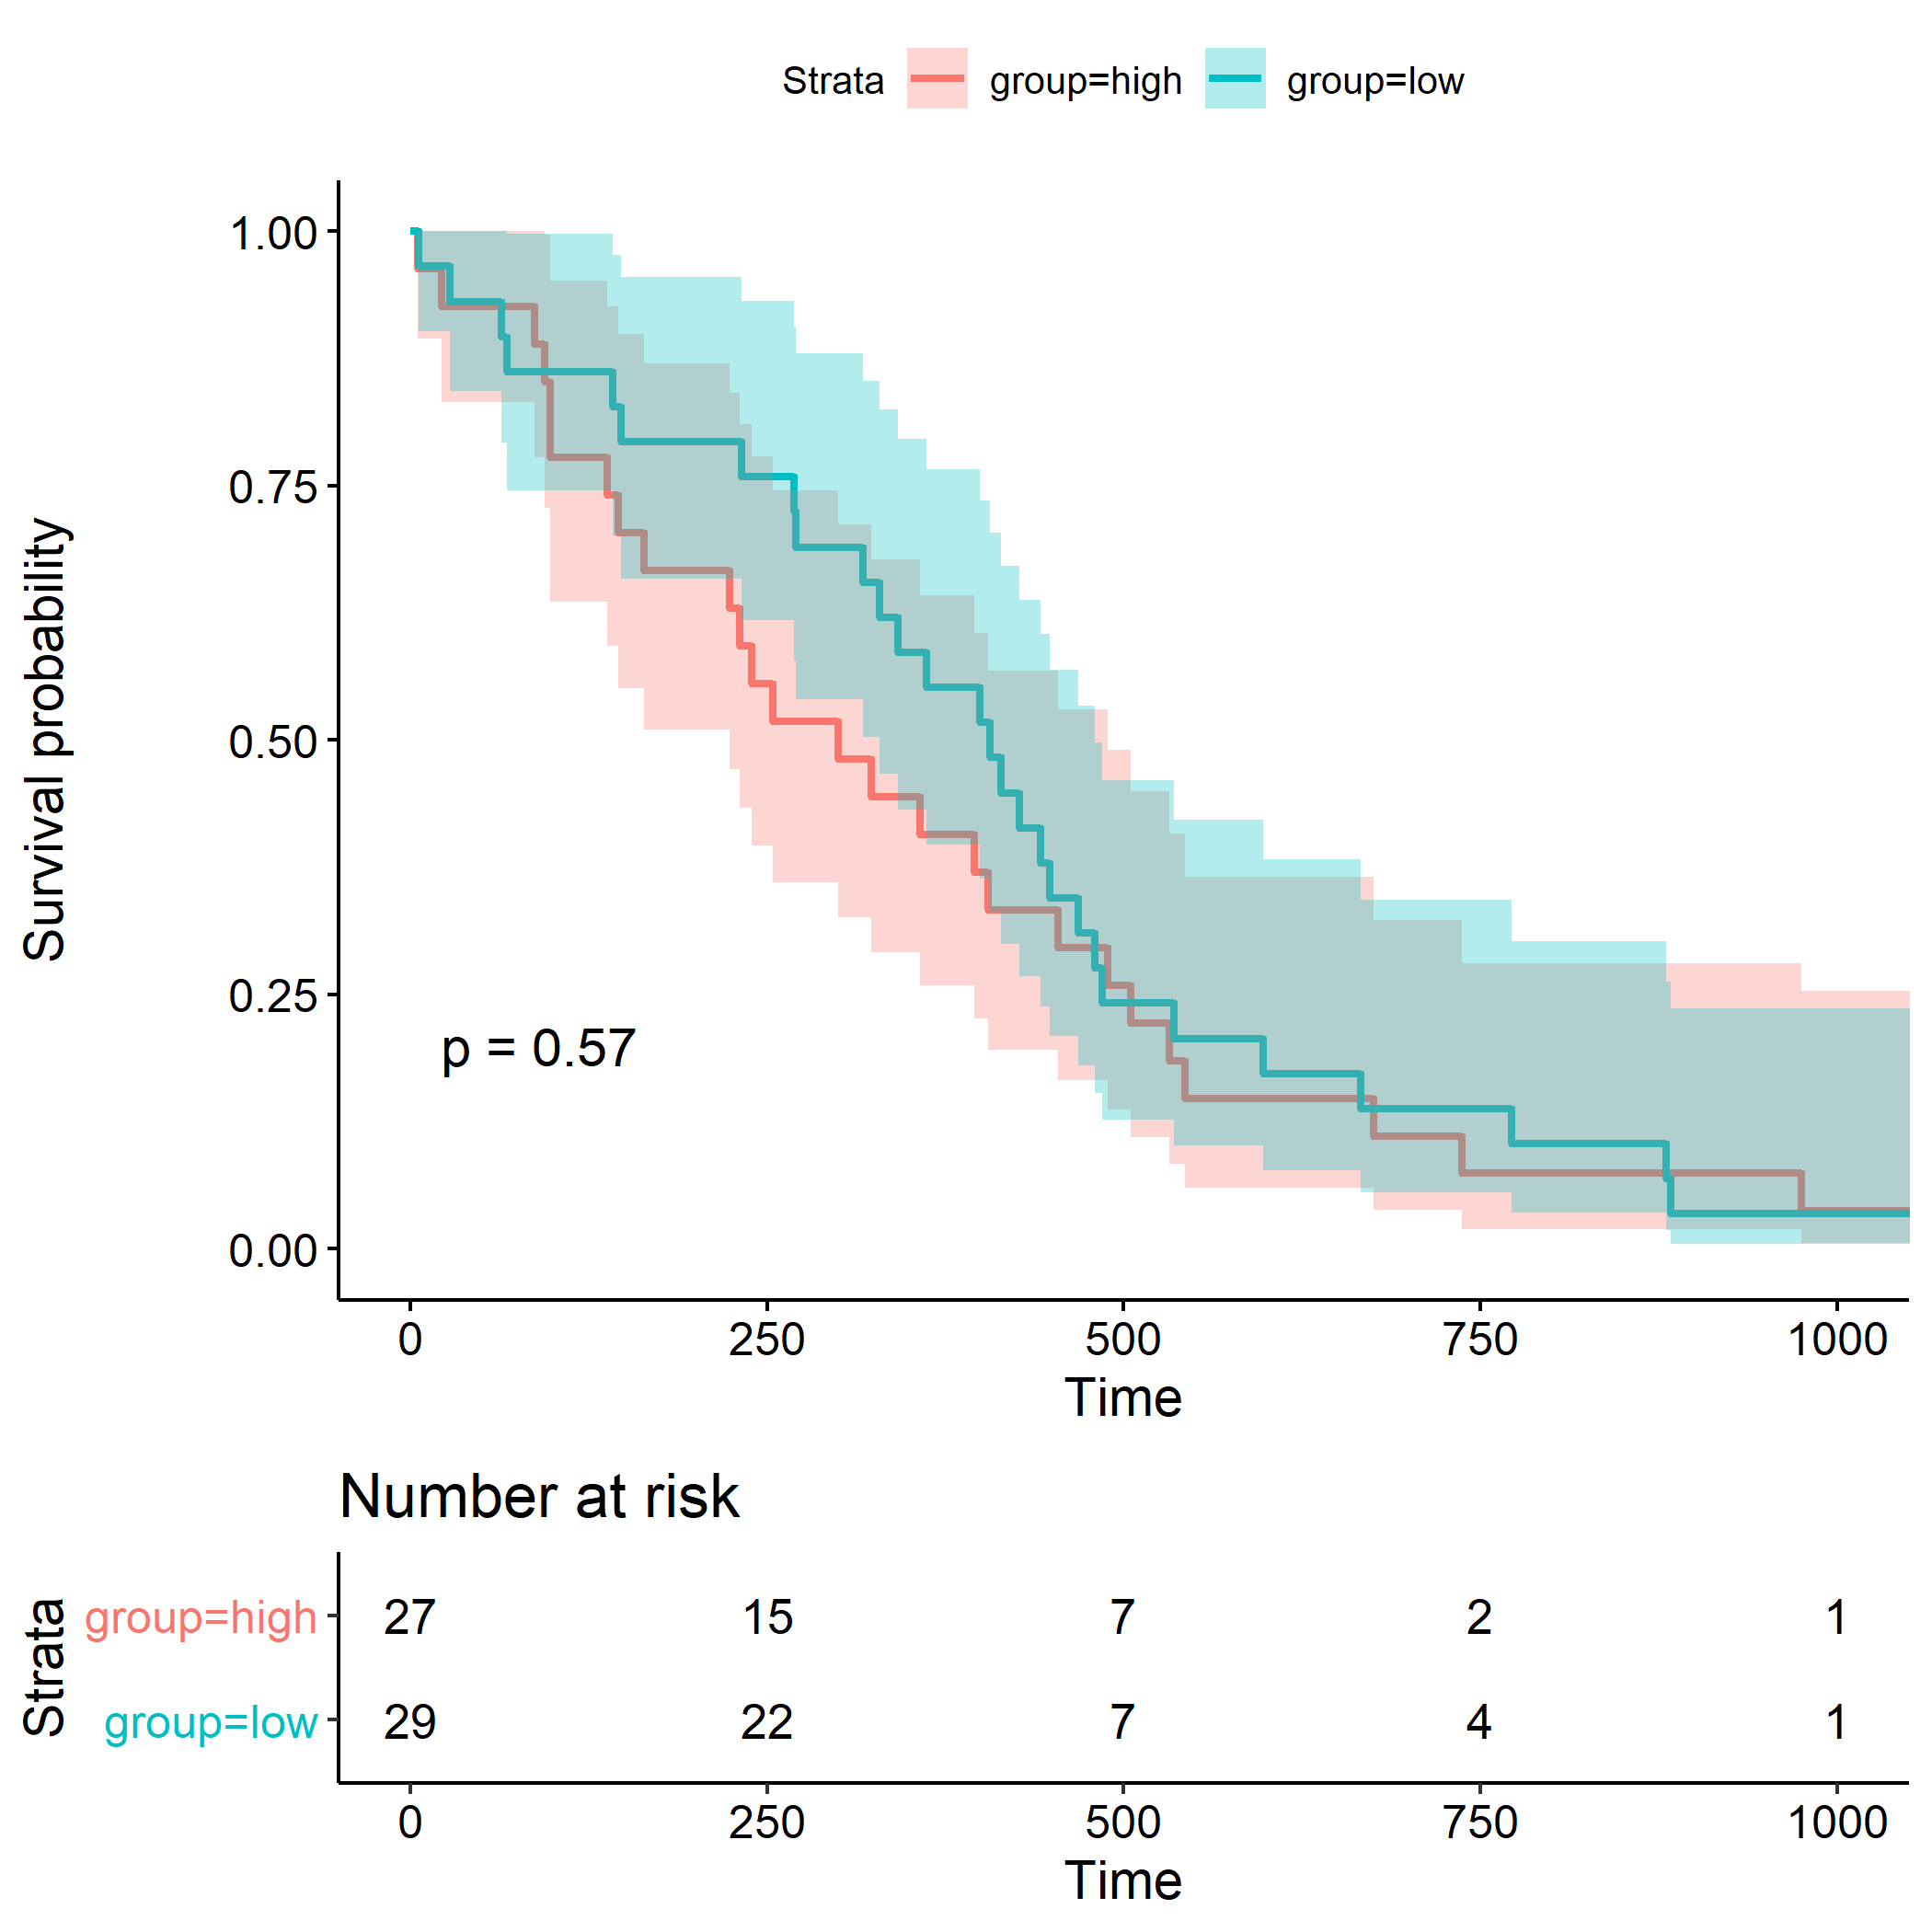 Strata group=high group=low
Survival probability
1.00
0.75
0.50
0.25
0.00
p = 0.57
0 250 500 750 1000
Time
Number at risk
Strata
group=high 27 15 7 2 1
group=low 29 22 7 4 1
0 250 500 750 1000
Time